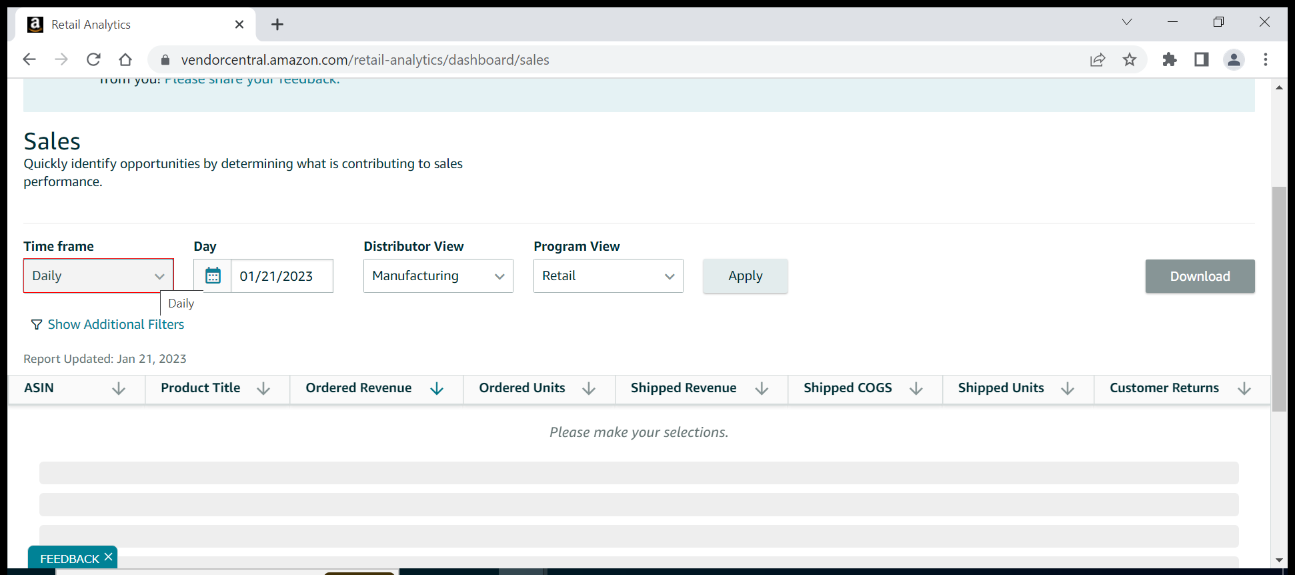 Retail Analytics
vendorcentral.amazon.com/retail-analytics/dashboard/sales
from you! Please share your feedback.
Sales
Quickly identify opportunities by determining what is contributing to sales
performance.
Time frame Day Distributor View Program View
Daily 01/21/2023 Manufacturing Retail Apply Download
Daily
Show Additional Filters
Report Updated: Jan 21, 2023
ASIN Product Title Ordered Revenue Ordered Units Shipped Revenue Shipped COGS Shipped Units Customer Returns
Please make your selections.
FEEDBACK